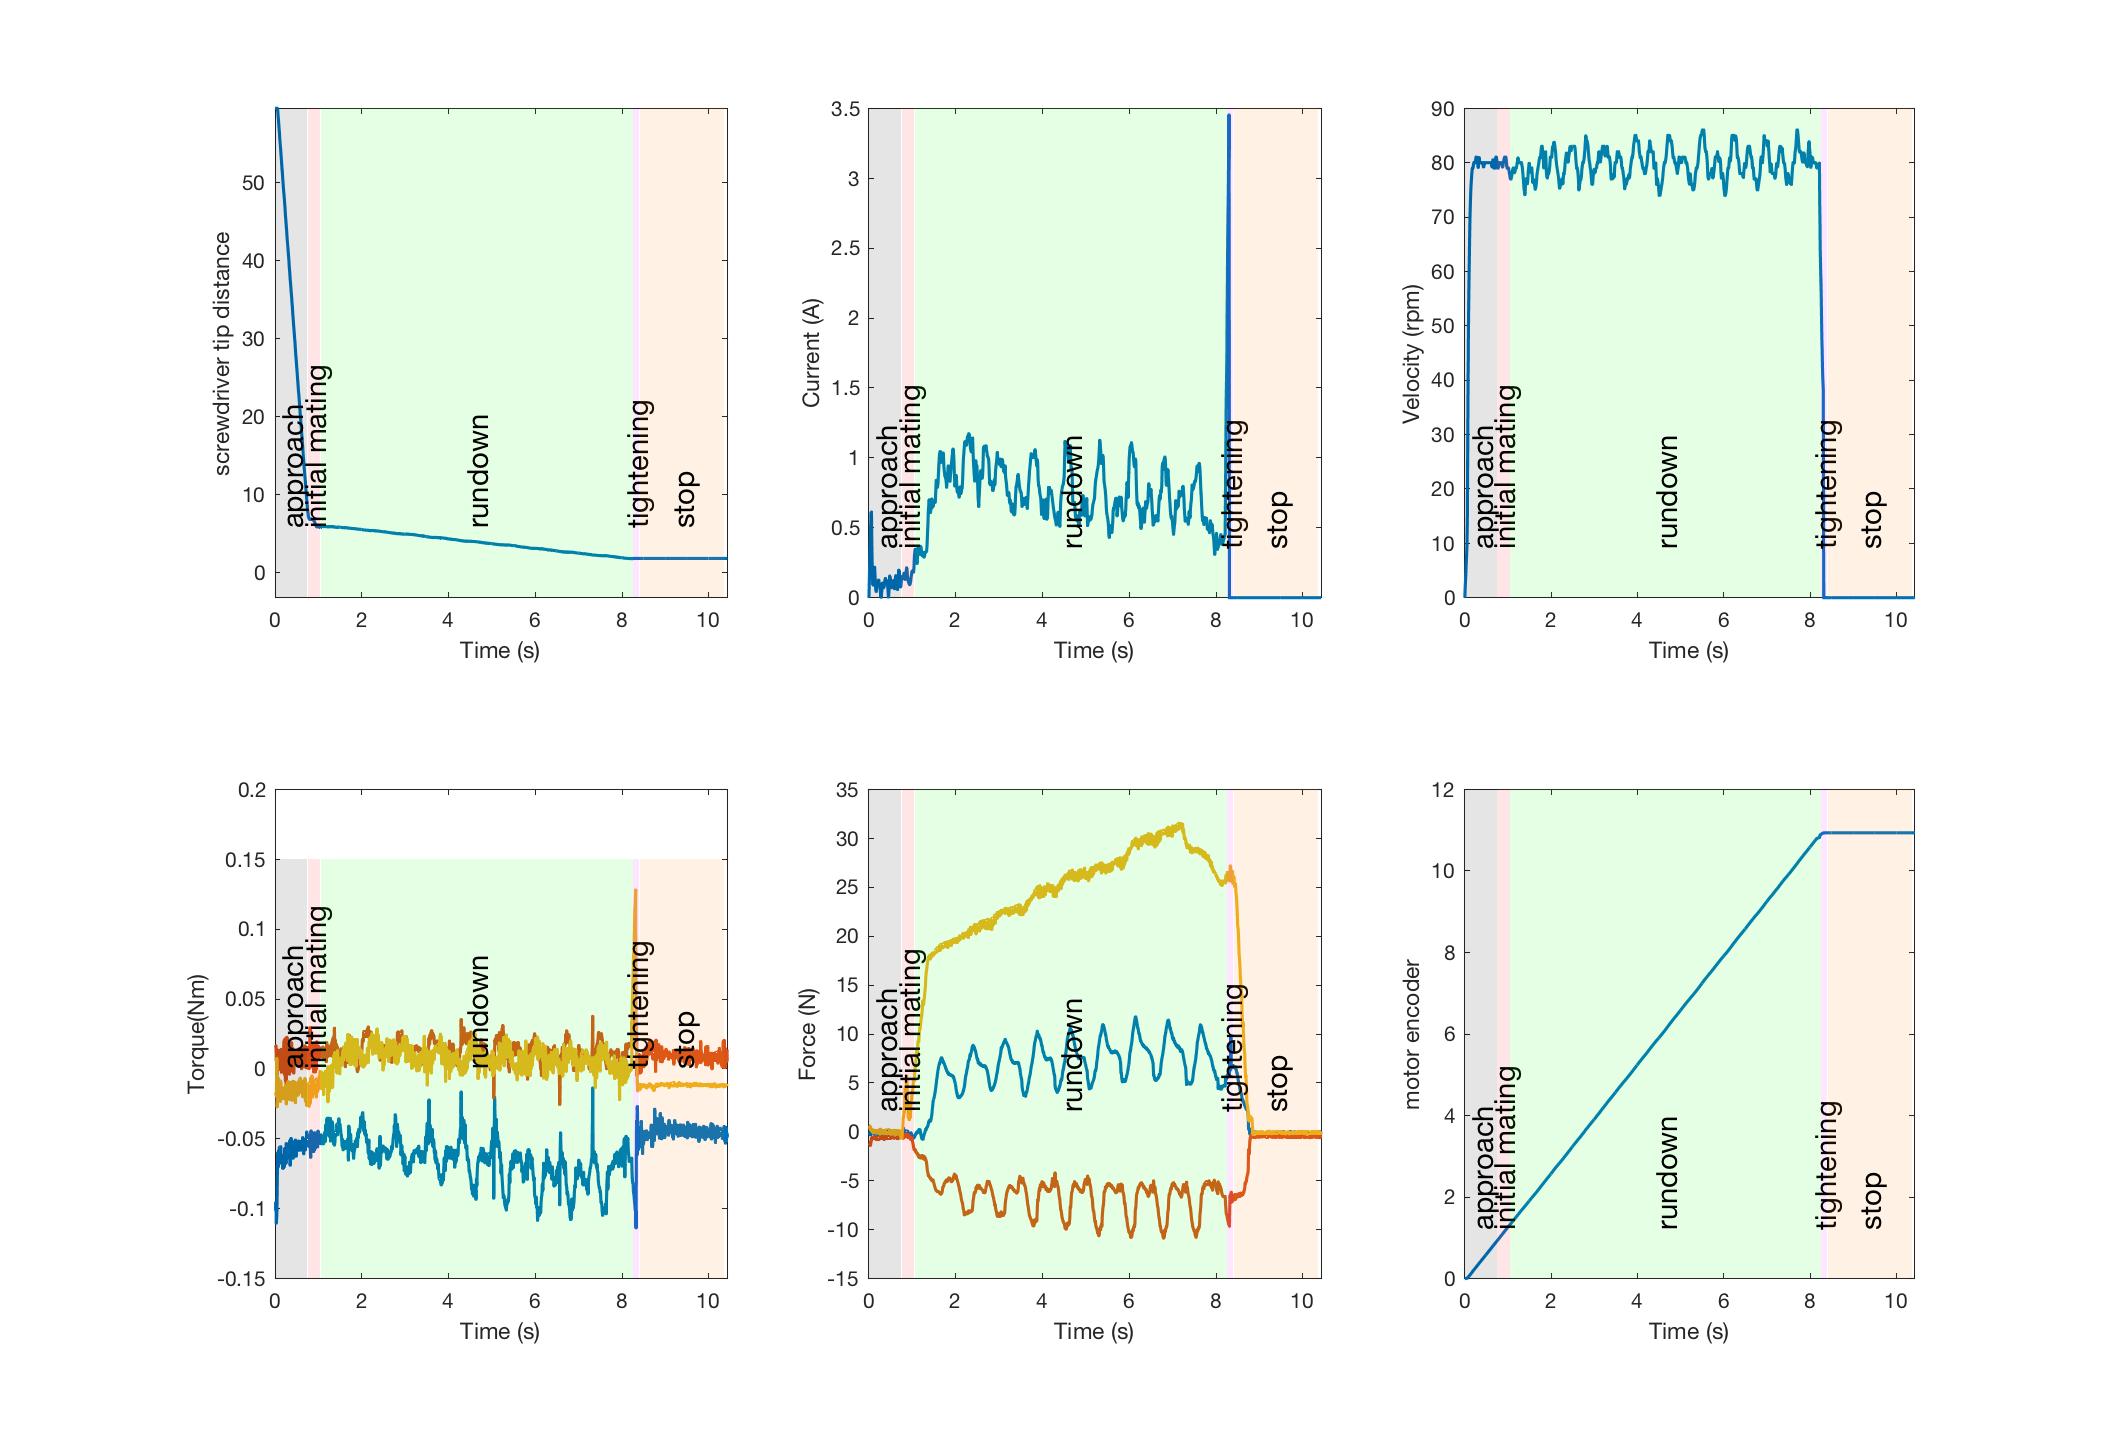 screwdriver tip distance
50
40
30
20
10
0
approach
initial mating
rundown
tightening
stop
0 2 4 6 8 10
Time (s)
Current (A)
3.5
3
2.5
2
1.5
1
0.5
0
approach
initial mating
rundown
tightening
stop
0 2 4 6 8 10
Time (s)
Velocity (rpm)
90
80
70
60
50
40
30
20
10
0
approach
initial mating
rundown
tightening
stop
0 2 4 6 8 10
Time (s)
Torque(Nm)
0.2
0.15
0.1
0.05
0
-0.05
-0.1
-0.15
approach
initial mating
rundown
tightening
stop
0 2 4 6 8 10
Time (s)
Force (N)
35
30
25
20
15
10
5
0
-5
-10
-15
approach
initial mating
rundown
tightening
stop
0 2 4 6 8 10
Time (s)
motor encoder
12
10
8
6
4
2
0
approach
initial mating
rundown
tightening
stop
0 2 4 6 8 10
Time (s)